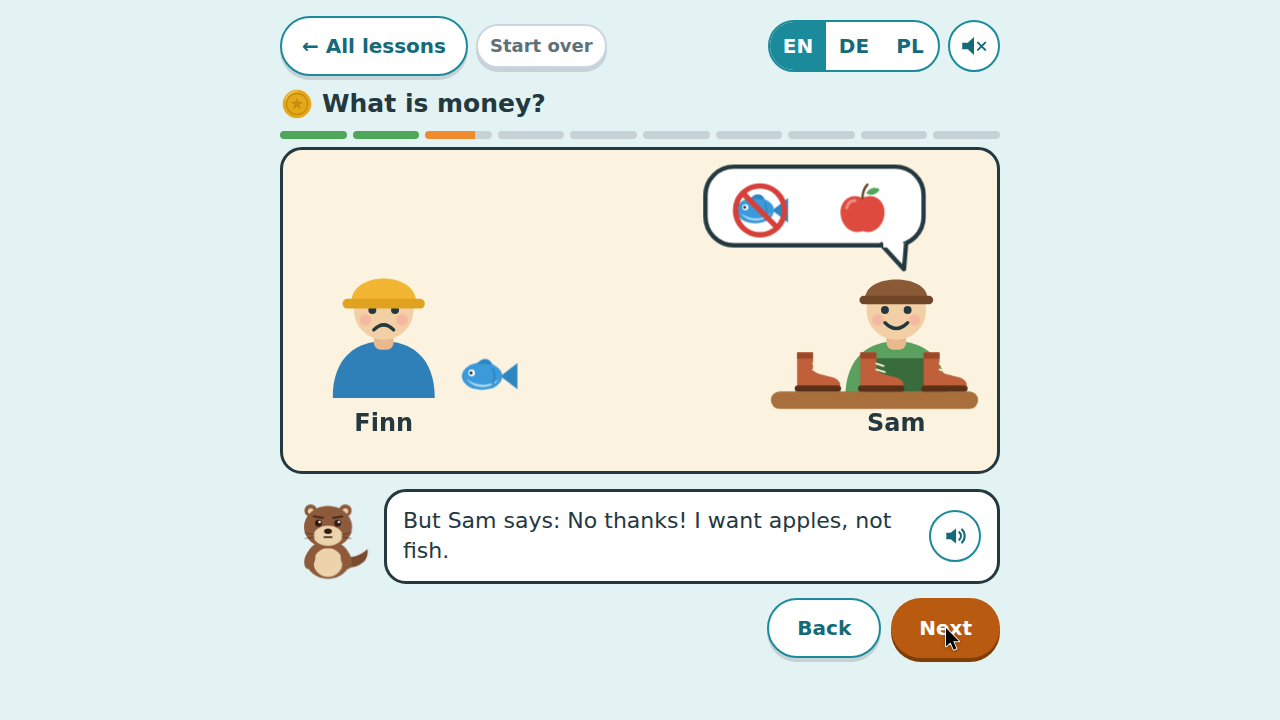 ← All lessons
Start over
EN DE PL
What is money?
Finn
Sam
But Sam says: No thanks! I want apples, not
fish.
Back
Next